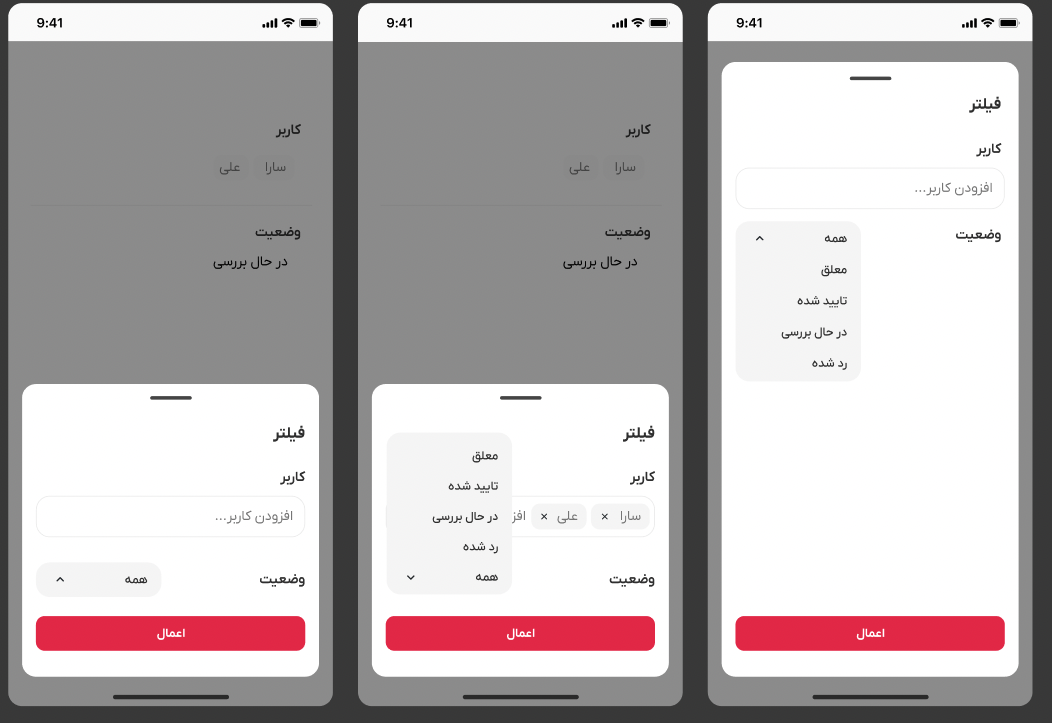 9:41
کاربر
سارا علی
وضعیت
در حال بررسی
فیلتر
کاربر
افزودن کاربر...
وضعیت همه
اعمال
9:41
کاربر
سارا علی
وضعیت
در حال بررسی
فیلتر
معلق
کاربر
تایید شده
سارا × علی × افز
در حال بررسی
رد شده
وضعیت همه
اعمال
9:41
فیلتر
کاربر
افزودن کاربر...
وضعیت همه
معلق
تایید شده
در حال بررسی
رد شده
اعمال